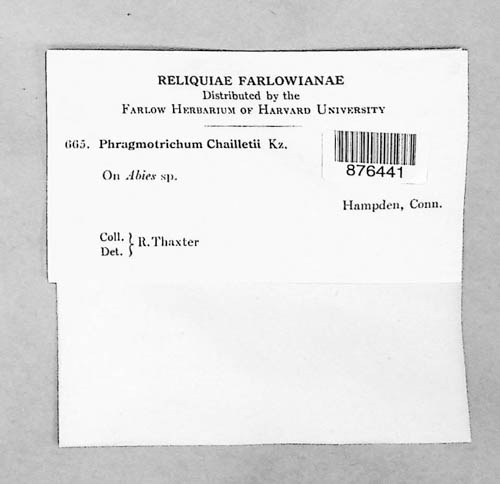 RELIQUIAE FARLOWIANAE
Distributed by the
FARLOW HERBARIUM OF HARVARD UNIVERSITY
665. Phragmotrichum Chailletii Kz.
876441
On Abies sp.
Hampden, Conn.
Coll. } R. Thaxter
Det.